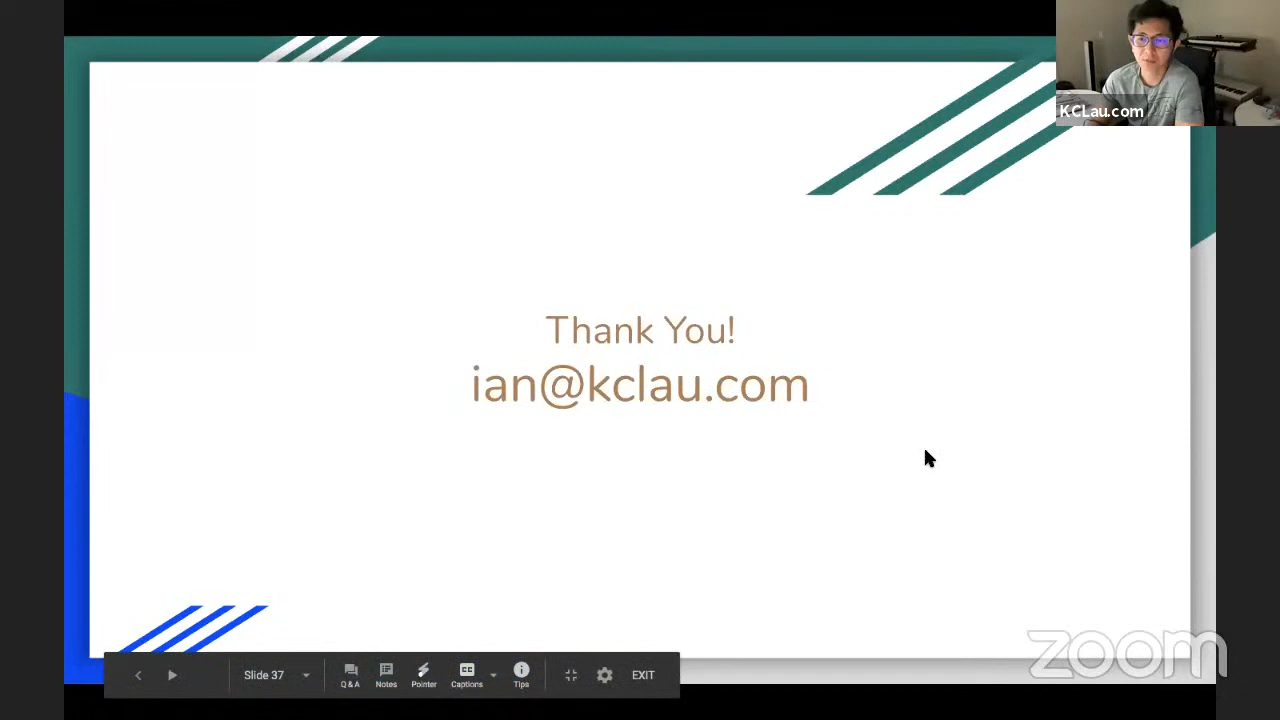 KCLau.com
Thank You!
ian@kclau.com
Slide 37
Q & A
Notes
Pointer
Captions
Tips
EXIT
zoom